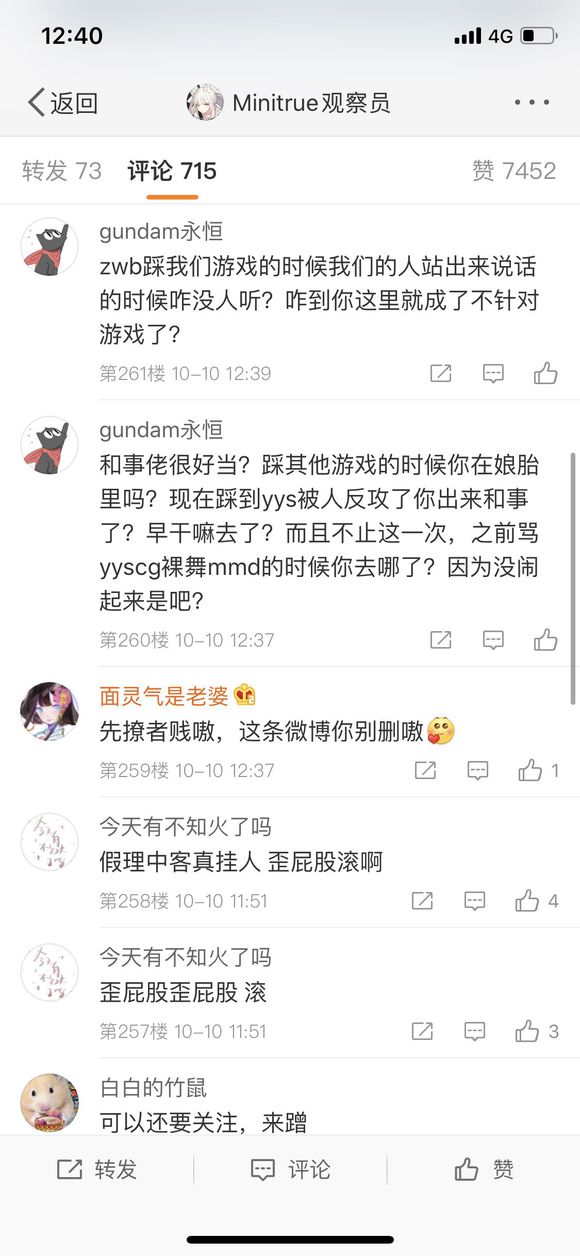 12:40
4G
返回
Minitrue观察员
转发 73
评论 715
赞 7452
gundam永恒
zwb踩我们游戏的时候我们的人站出来说话
的时候咋没人听？咋到你这里就成了不针对
游戏了？
第261楼 10-10 12:39
gundam永恒
和事佬很好当？踩其他游戏的时候你在娘胎
里吗？现在踩到yys被人反攻了你出来和事
了？早干嘛去了？而且不止这一次，之前骂
yyscg裸舞mmd的时候你去哪了？因为没闹
起来是吧？
第260楼 10-10 12:37
面灵气是老婆
先撩者贱嗷，这条微博你别删嗷
第259楼 10-10 12:37
1
今天有不知火了吗
假理中客真挂人 歪屁股滚啊
第258楼 10-10 11:51
4
今天有不知火了吗
歪屁股歪屁股 滚
第257楼 10-10 11:51
3
白白的竹鼠
可以还要关注，来蹭
转发
评论
赞